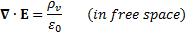 ∇ · E = ρᵥ/ε₀ (in free space)